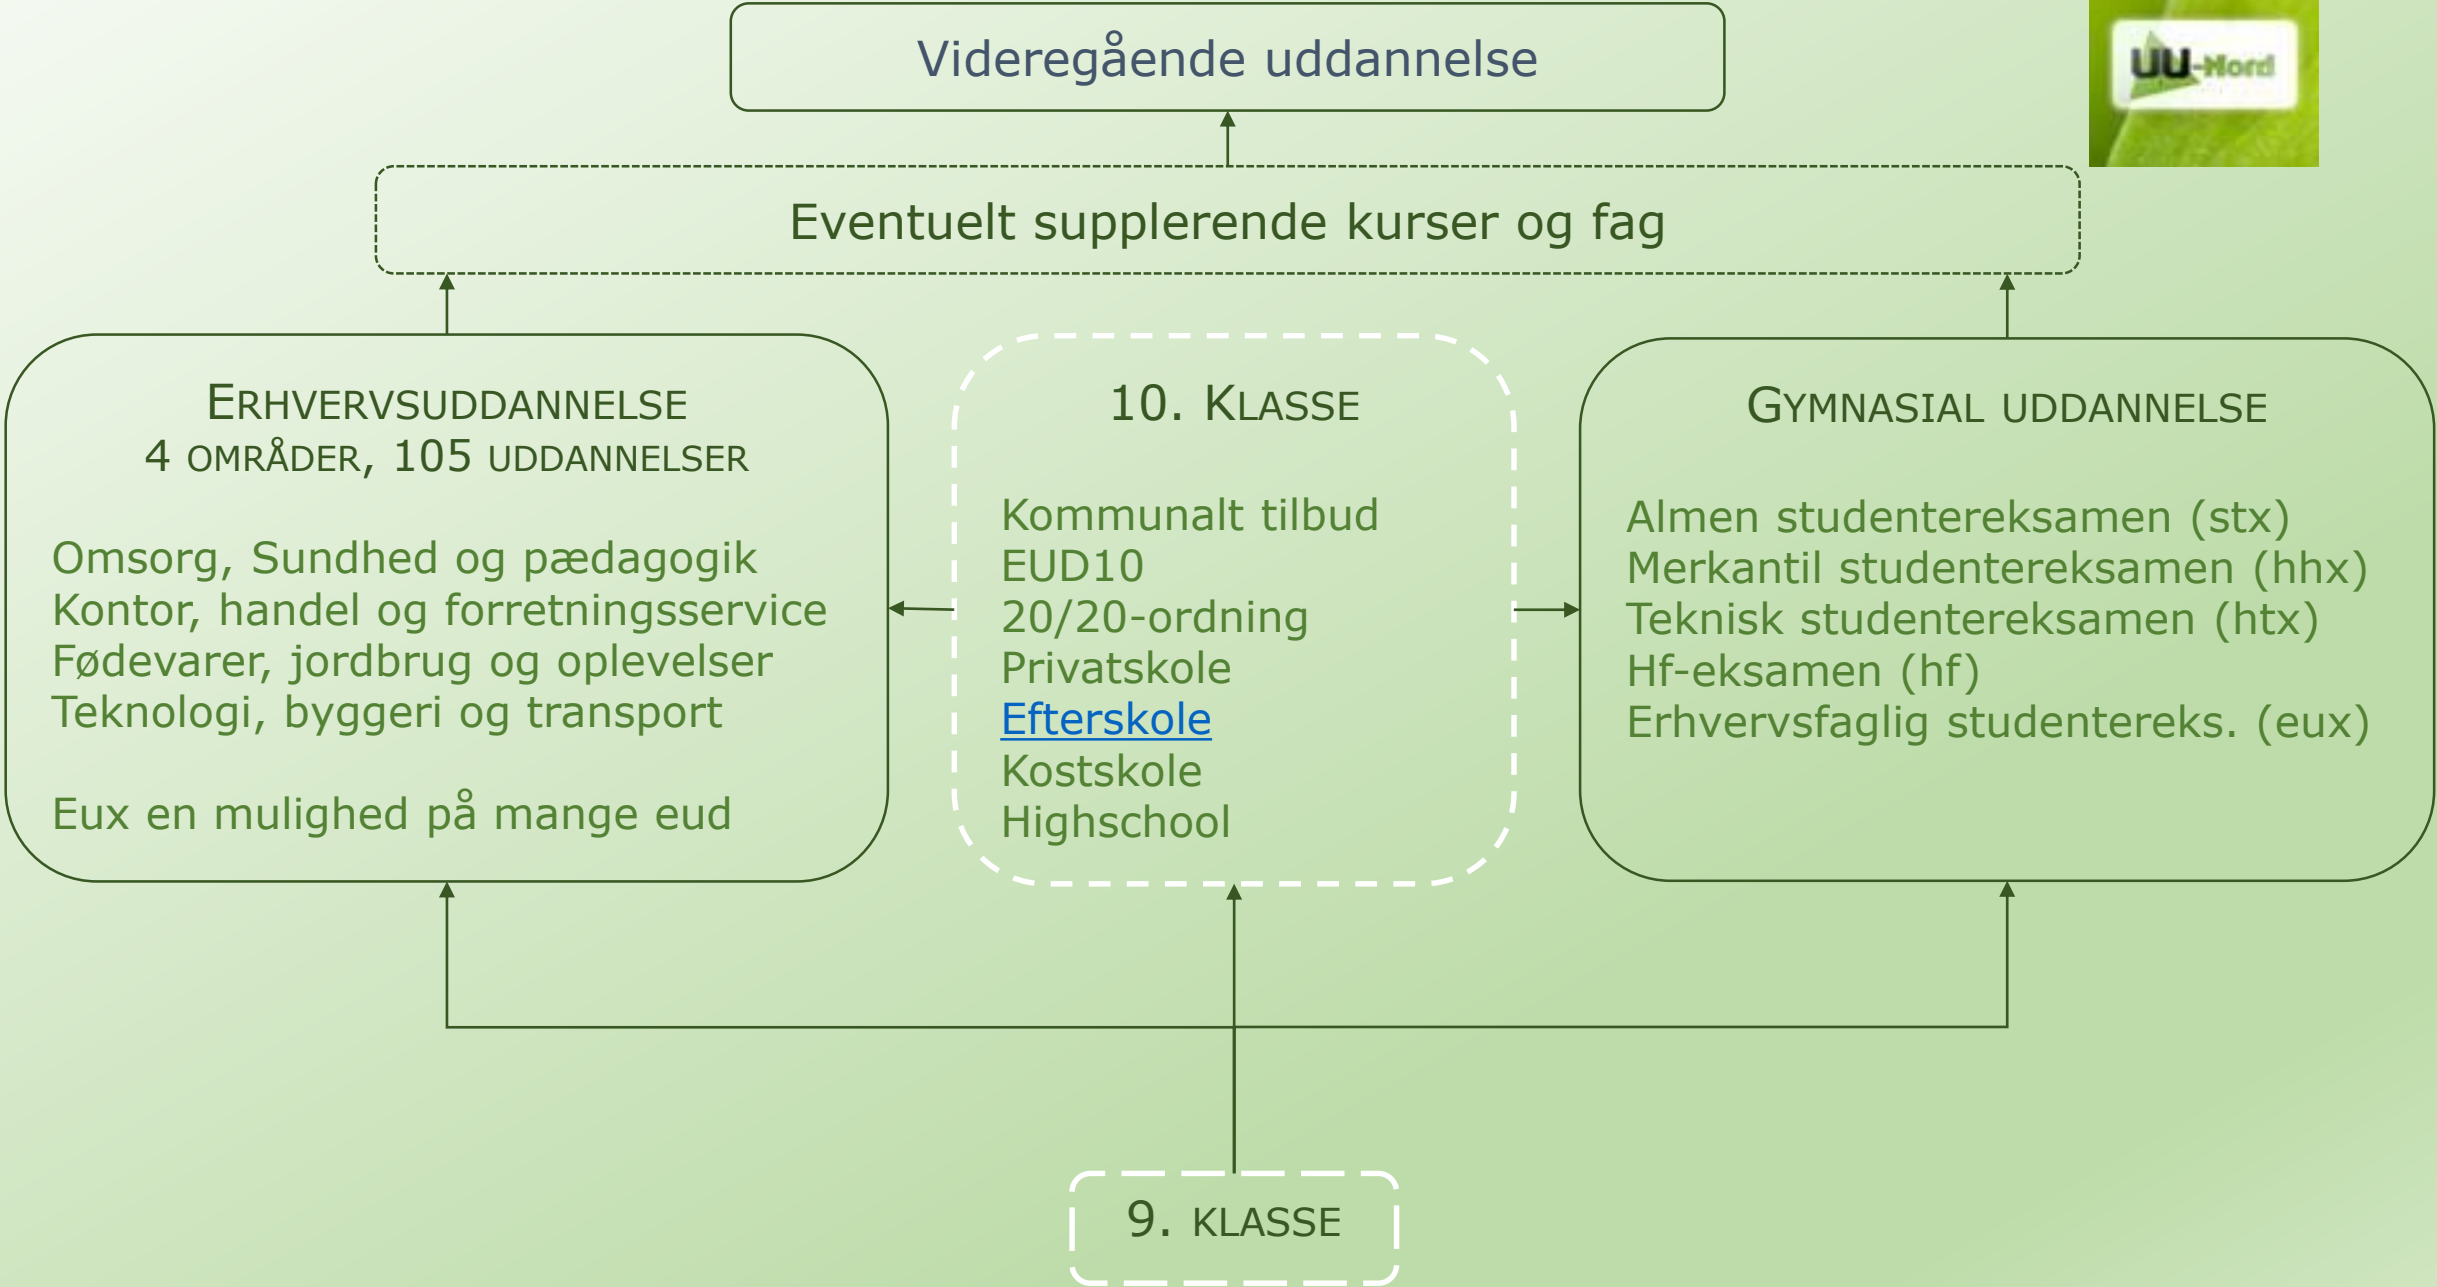 Videregående uddannelse
UU-Nord
Eventuelt supplerende kurser og fag
ERHVERVSUDDANNELSE
4 OMRÅDER, 105 UDDANNELSER
Omsorg, Sundhed og pædagogik
Kontor, handel og forretningsservice
Fødevarer, jordbrug og oplevelser
Teknologi, byggeri og transport
Eux en mulighed på mange eud
10. KLASSE
Kommunalt tilbud
EUD10
20/20-ordning
Privatskole
Efterskole
Kostskole
Highschool
GYMNASIAL UDDANNELSE
Almen studentereksamen (stx)
Merkantil studentereksamen (hhx)
Teknisk studentereksamen (htx)
Hf-eksamen (hf)
Erhvervsfaglig studentereks. (eux)
9. KLASSE